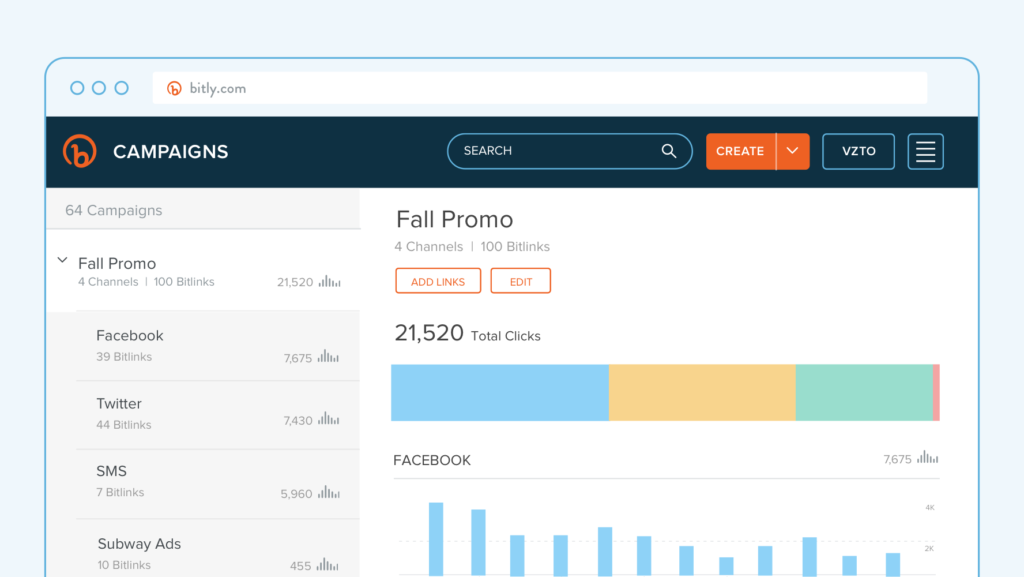 bitly.com
CAMPAIGNS
SEARCH
CREATE
VZTO
64 Campaigns
Fall Promo
4 Channels | 100 Bitlinks
21,520
Facebook
39 Bitlinks
7,675
Twitter
44 Bitlinks
7,430
SMS
7 Bitlinks
5,960
Subway Ads
10 Bitlinks
455
Fall Promo
4 Channels | 100 Bitlinks
ADD LINKS
EDIT
21,520 Total Clicks
FACEBOOK
7,675
4K
2K